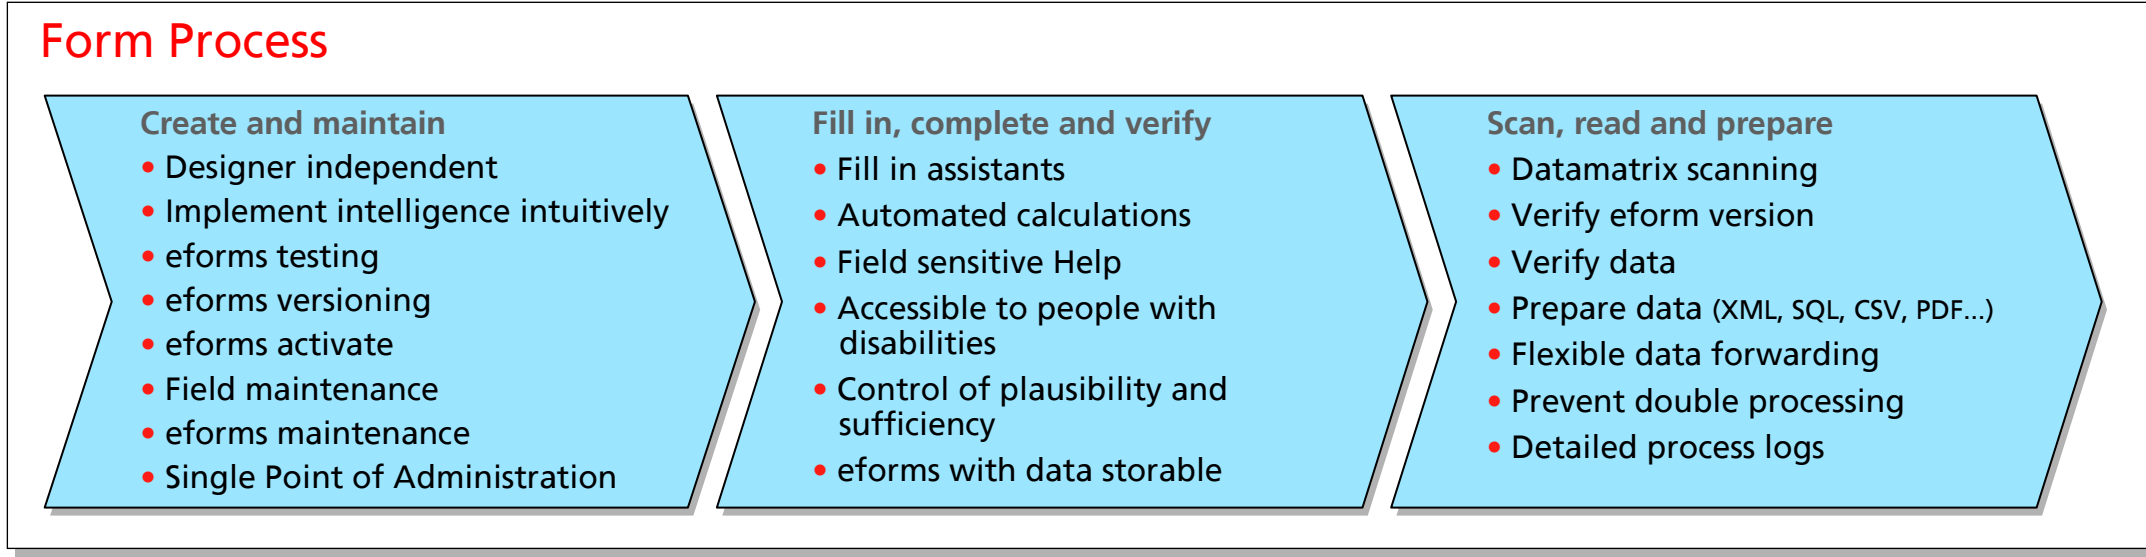 Form Process
Create and maintain
• Designer independent
• Implement intelligence intuitively
• eforms testing
• eforms versioning
• eforms activate
• Field maintenance
• eforms maintenance
• Single Point of Administration
Fill in, complete and verify
• Fill in assistants
• Automated calculations
• Field sensitive Help
• Accessible to people with
disabilities
• Control of plausibility and
sufficiency
• eforms with data storable
Scan, read and prepare
• Datamatrix scanning
• Verify eform version
• Verify data
• Prepare data (XML, SQL, CSV, PDF...)
• Flexible data forwarding
• Prevent double processing
• Detailed process logs